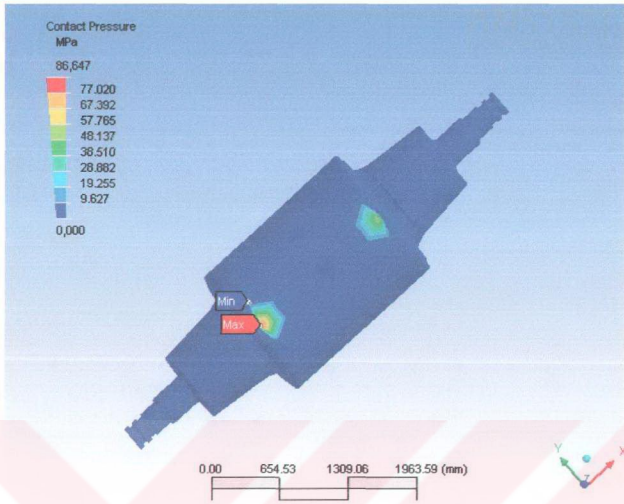 Contact Pressure
MPa
86,647
77.020
67.392
57.765
48.137
38.510
28.882
19.255
9.627
0,000
Min
Max
0.00 654.53 1309.06 1963.59 (mm)
Y
X
Z